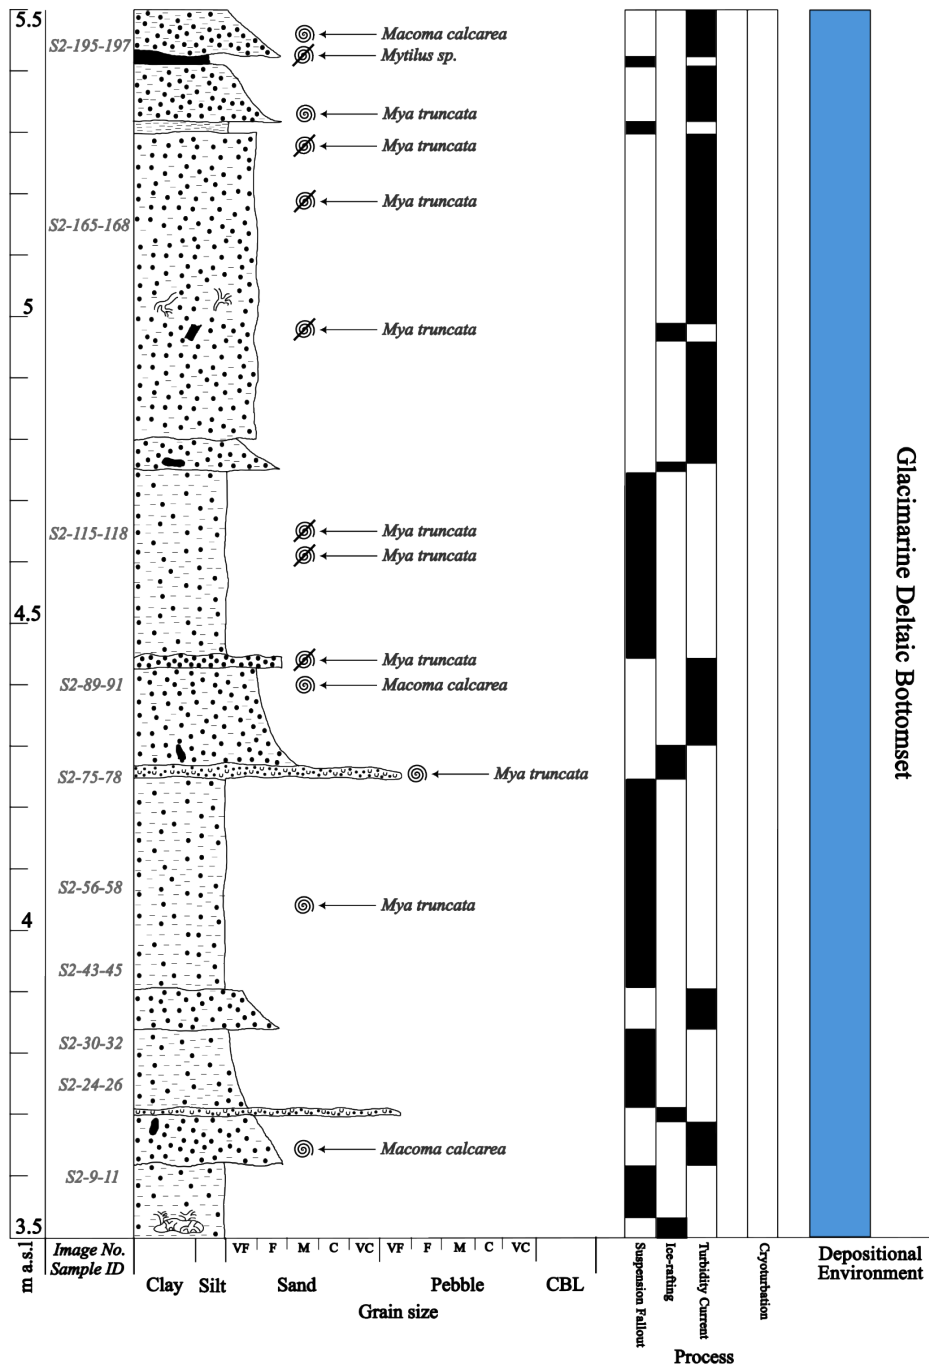 5.5
Macoma calcarea
S2-195-197
Mytilus sp.
Mya truncata
Mya truncata
Mya truncata
S2-165-168
5
Mya truncata
S2-115-118
Mya truncata
Mya truncata
4.5
Mya truncata
S2-89-91
Macoma calcarea
S2-75-78
Mya truncata
S2-56-58
Mya truncata
4
S2-43-45
S2-30-32
S2-24-26
Macoma calcarea
S2-9-11
3.5
Glacimarine Deltaic Bottomset
m a.s.l
Image No.
Sample ID
VF F M C VC VF F M C VC
Clay Silt Sand Pebble CBL
Grain size
Suspension Fallout
Ice-rafting
Turbidity Current
Cryoturbation
Process
Depositional
Environment